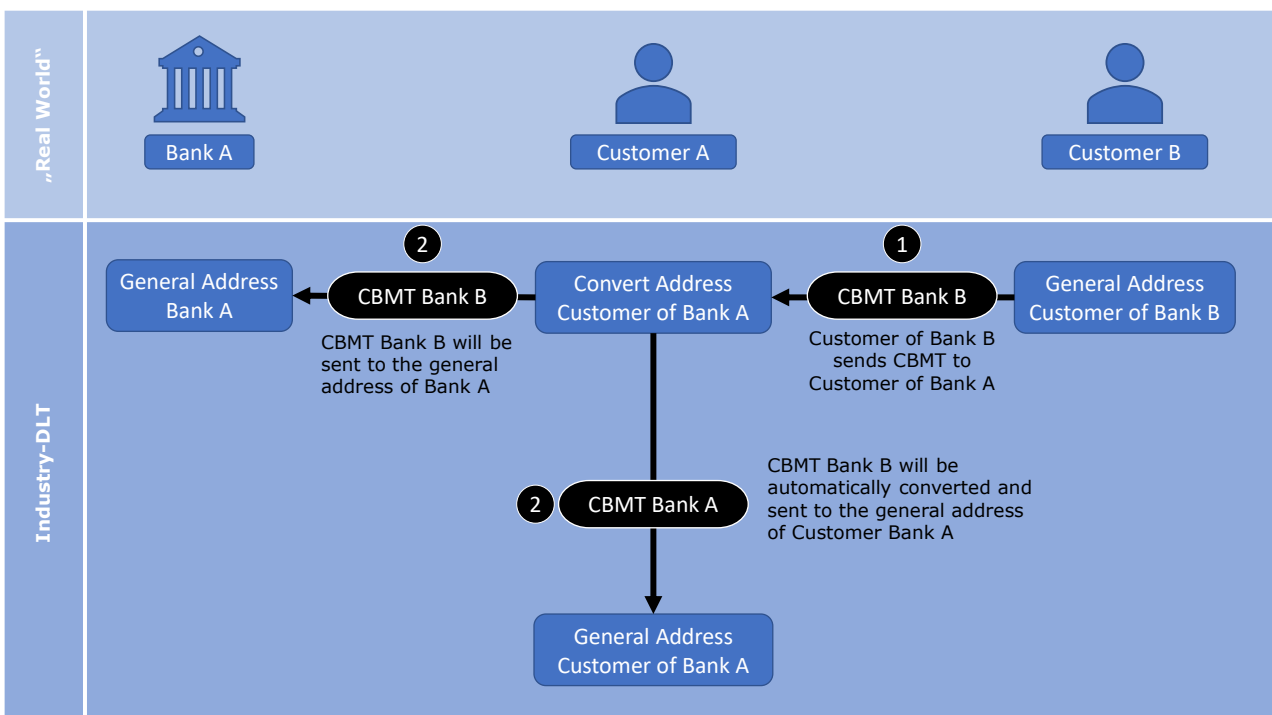 „Real World“
Bank A
Customer A
Customer B
Industry-DLT
2
1
General Address
Bank A
CBMT Bank B
Convert Address
Customer of Bank A
CBMT Bank B
General Address
Customer of Bank B
CBMT Bank B will be
sent to the general
address of Bank A
Customer of Bank B
sends CBMT to
Customer of Bank A
2
CBMT Bank A
CBMT Bank B will be
automatically converted and
sent to the general address
of Customer Bank A
General Address
Customer of Bank A